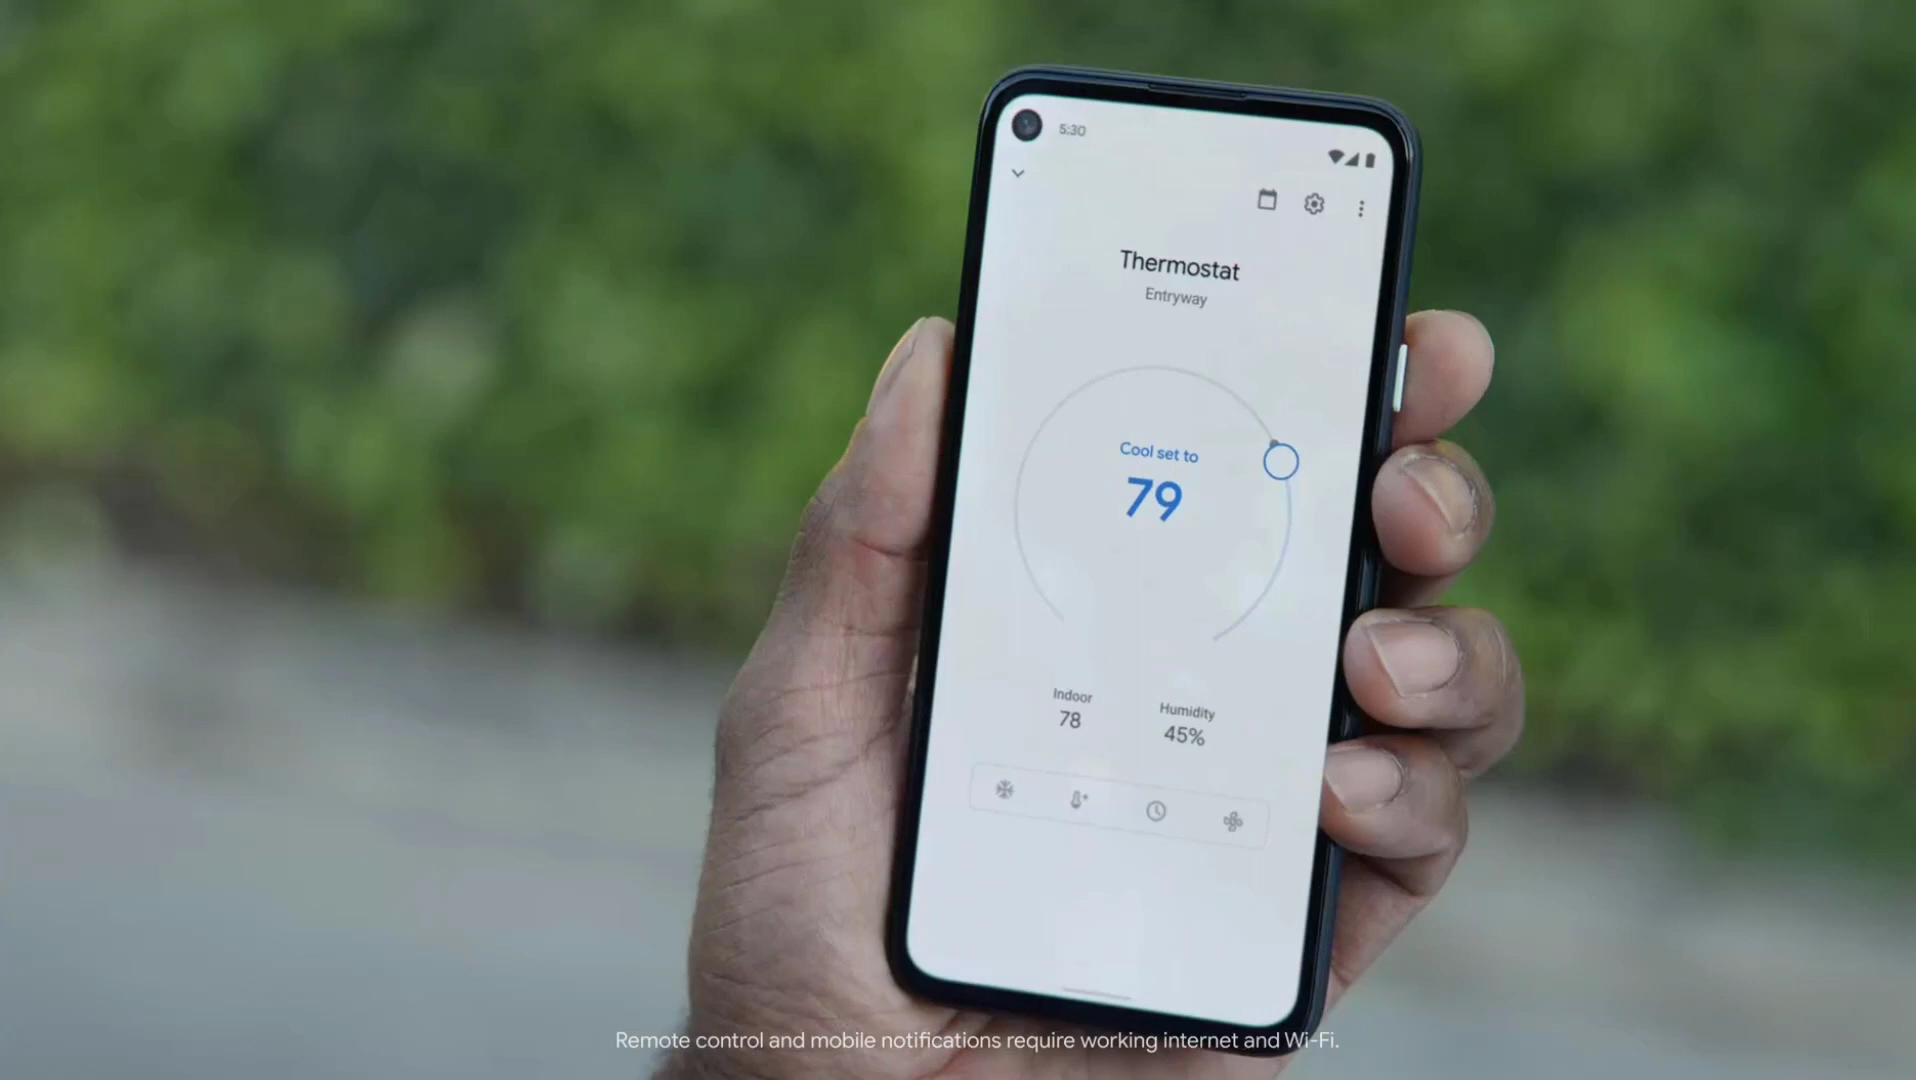 5:30
Thermostat
Entryway
Cool set to
79
Indoor
78
Humidity
45%
Remote control and mobile notifications require working internet and Wi-Fi.